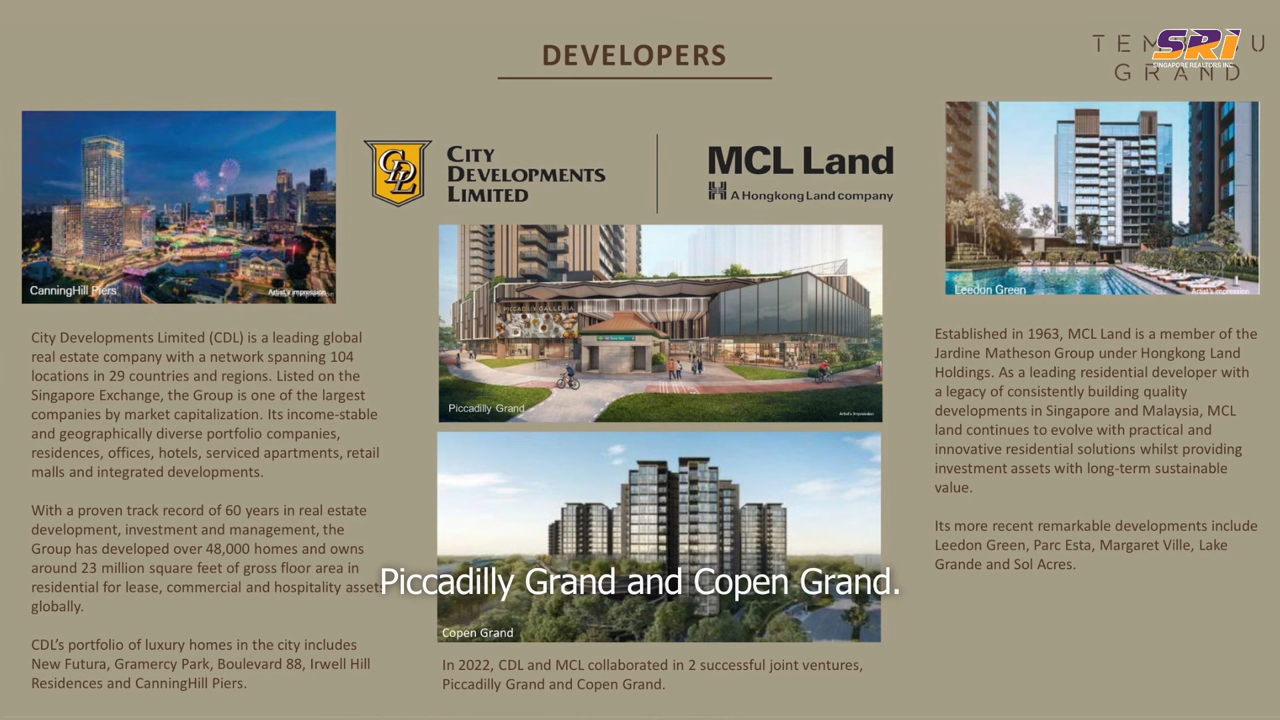 DEVELOPERS
TEM U
GRAND
SRI
SINGAPORE REALTORS INC
CanningHill Piers
Artist's impression
CDL
CITY
DEVELOPMENTS
LIMITED
MCL Land
A Hongkong Land company
Leedon Green
Artist's impression
PICCADILLY GALLERIA
Piccadilly Grand
Artist's impression
Copen Grand
City Developments Limited (CDL) is a leading global
real estate company with a network spanning 104
locations in 29 countries and regions. Listed on the
Singapore Exchange, the Group is one of the largest
companies by market capitalization. Its income-stable
and geographically diverse portfolio companies,
residences, offices, hotels, serviced apartments, retail
malls and integrated developments.
With a proven track record of 60 years in real estate
development, investment and management, the
Group has developed over 48,000 homes and owns
around 23 million square feet of gross floor area in
residential for lease, commercial and hospitality assets
globally.
CDL's portfolio of luxury homes in the city includes
New Futura, Gramercy Park, Boulevard 88, Irwell Hill
Residences and CanningHill Piers.
Piccadilly Grand and Copen Grand.
In 2022, CDL and MCL collaborated in 2 successful joint ventures,
Piccadilly Grand and Copen Grand.
Established in 1963, MCL Land is a member of the
Jardine Matheson Group under Hongkong Land
Holdings. As a leading residential developer with
a legacy of consistently building quality
developments in Singapore and Malaysia, MCL
land continues to evolve with practical and
innovative residential solutions whilst providing
investment assets with long-term sustainable
value.
Its more recent remarkable developments include
Leedon Green, Parc Esta, Margaret Ville, Lake
Grande and Sol Acres.